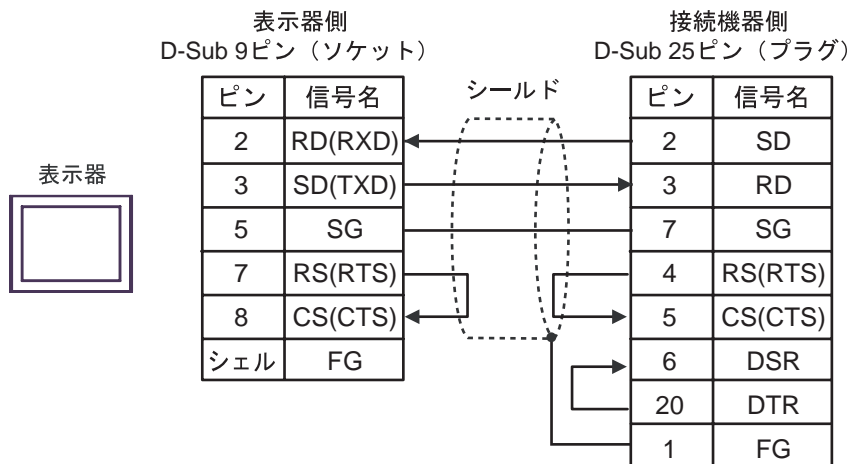 表示器側
D-Sub 9ピン（ソケット）
接続機器側
D-Sub 25ピン（プラグ）
表示器
シールド
ピン 信号名
2 RD(RXD)
3 SD(TXD)
5 SG
7 RS(RTS)
8 CS(CTS)
シェル FG
ピン 信号名
2 SD
3 RD
7 SG
4 RS(RTS)
5 CS(CTS)
6 DSR
20 DTR
1 FG